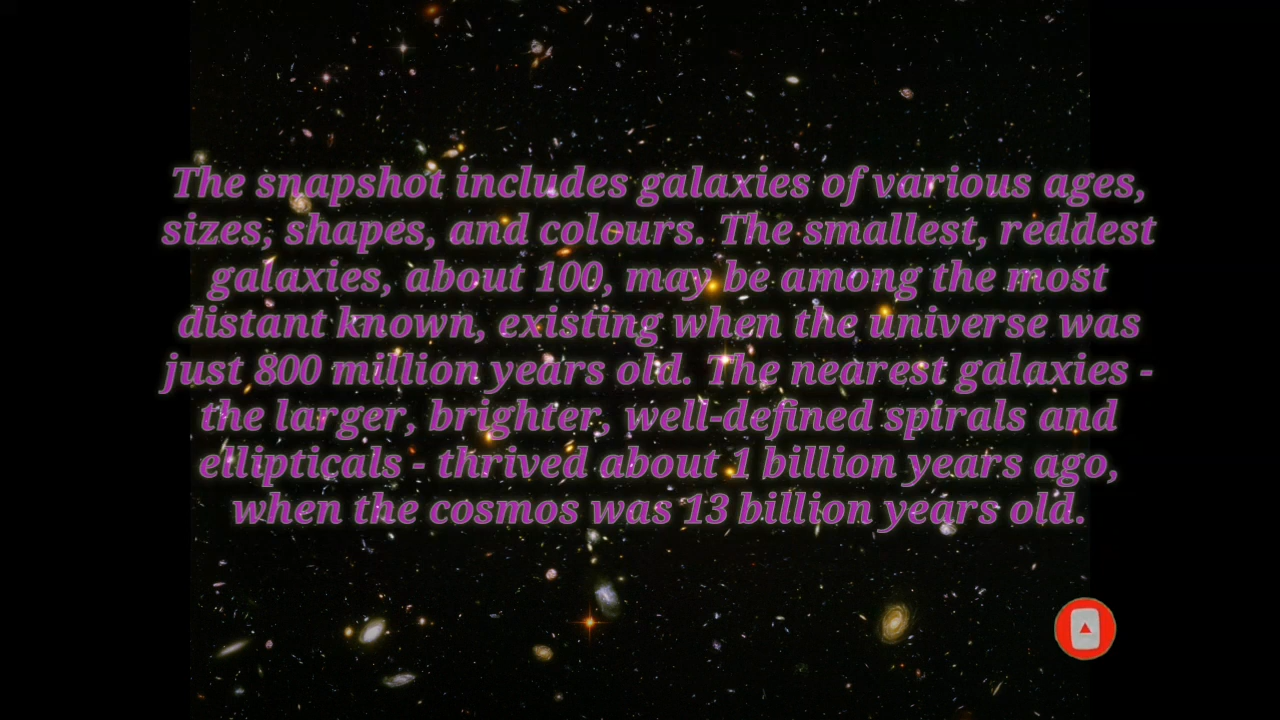 The snapshot includes galaxies of various ages,
sizes, shapes, and colours. The smallest, reddest
galaxies, about 100, may be among the most
distant known, existing when the universe was
just 800 million years old. The nearest galaxies -
the larger, brighter, well-defined spirals and
ellipticals - thrived about 1 billion years ago,
when the cosmos was 13 billion years old.